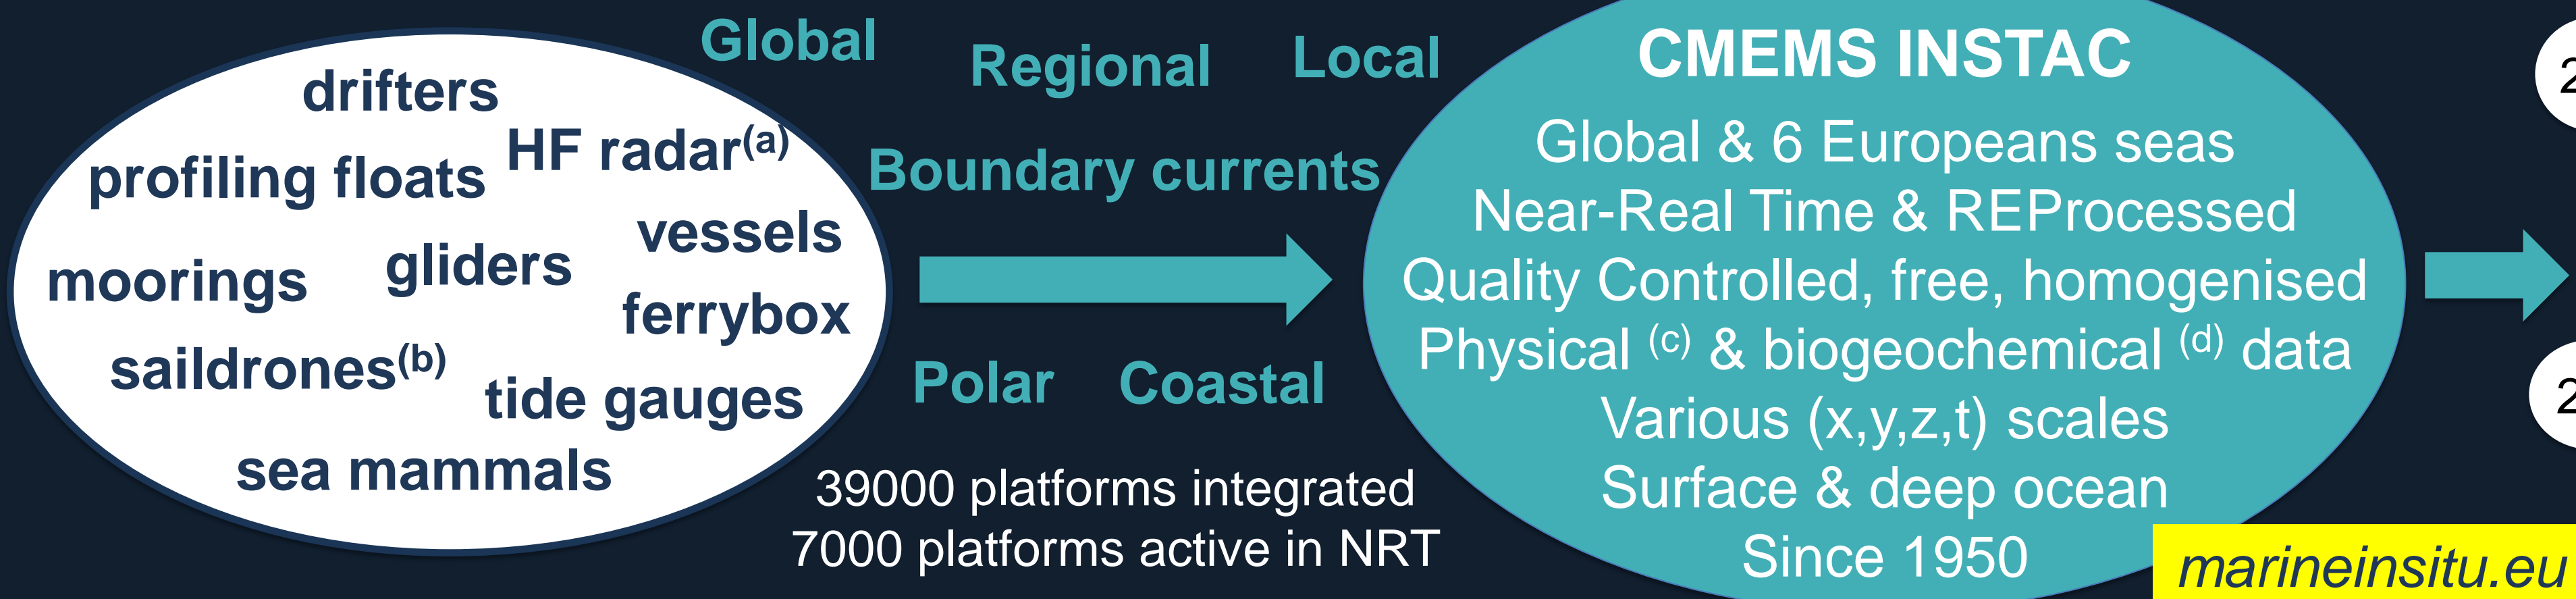 drifters
HF radar(a)
profiling floats
vessels
moorings
gliders
ferrybox
saildrones(b)
tide gauges
sea mammals
Global
Regional
Local
Boundary currents
Polar
Coastal
39000 platforms integrated
7000 platforms active in NRT
CMEMS INSTAC
Global & 6 Europeans seas
Near-Real Time & REProcessed
Quality Controlled, free, homogenised
Physical (c) & biogeochemical (d) data
Various (x,y,z,t) scales
Surface & deep ocean
Since 1950
marineinsitu.eu
2
2